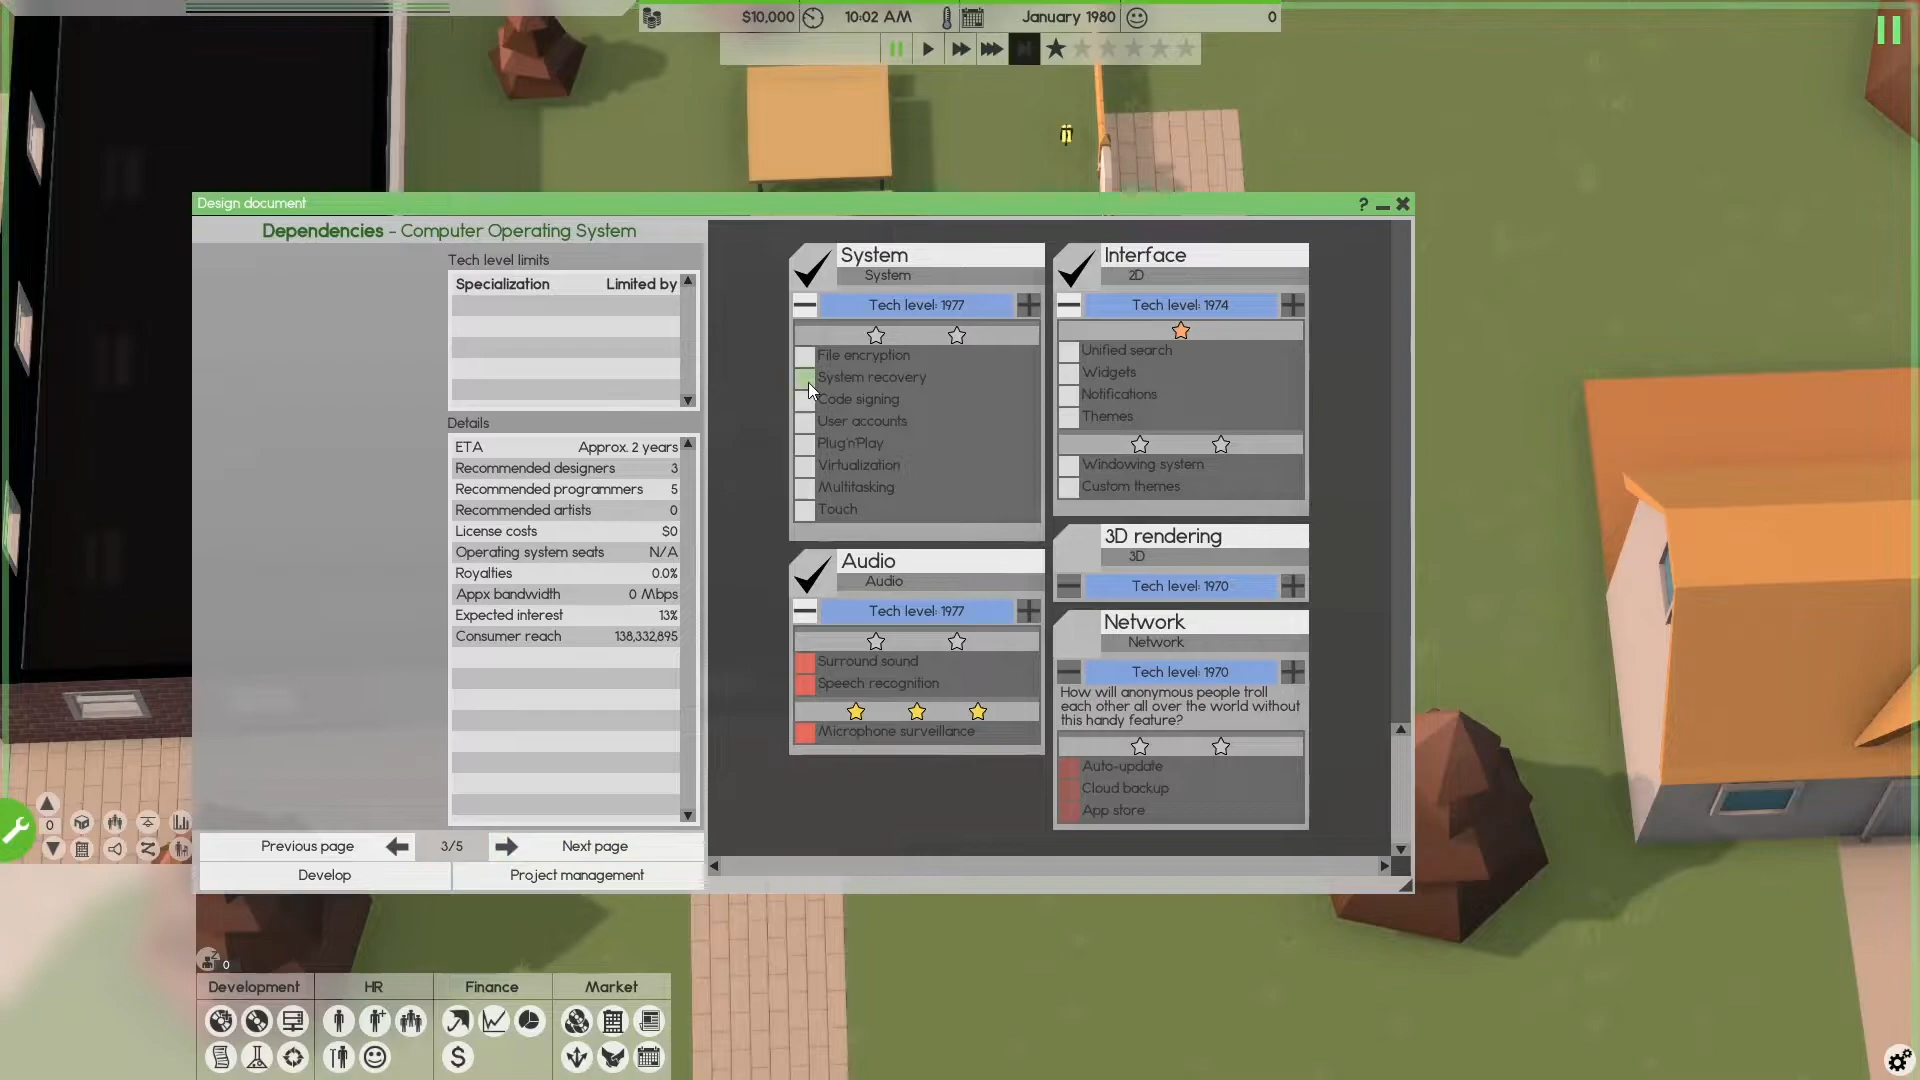 $10,000
10:02 AM
January 1980
0
Design document
?
Dependencies - Computer Operating System
Tech level limits
Specialization Limited by
Details
ETA Approx. 2 years
Recommended designers 3
Recommended programmers 5
Recommended artists 0
License costs $0
Operating system seats N/A
Royalties 0.0%
Appx bandwidth 0 Mbps
Expected interest 13%
Consumer reach 138,332,895
Previous page 3/5 Next page
Develop Project management
System
System
Tech level: 1977
File encryption
System recovery
Code signing
User accounts
Plug'n'Play
Virtualization
Multitasking
Touch
Audio
Audio
Tech level: 1977
Surround sound
Speech recognition
Microphone surveillance
Interface
2D
Tech level: 1974
Unified search
Widgets
Notifications
Themes
Windowing system
Custom themes
3D rendering
3D
Tech level: 1970
Network
Network
Tech level: 1970
How will anonymous people troll
each other all over the world without
this handy feature?
Auto-update
Cloud backup
App store
0
0
Development HR Finance Market
$